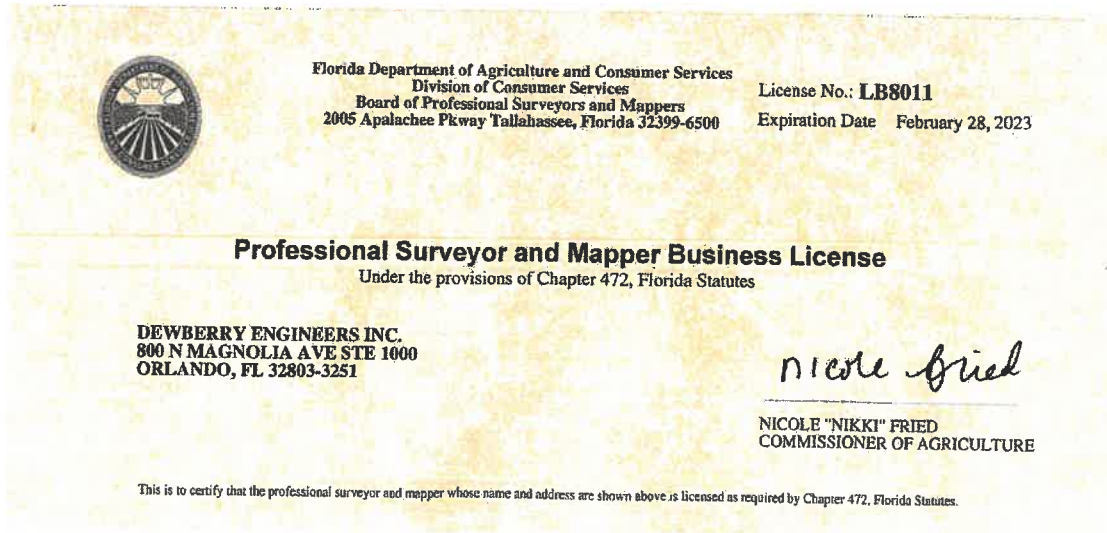 Florida Department of Agriculture and Consumer Services
Division of Consumer Services
Board of Professional Surveyors and Mappers
2005 Apalachee Pkway Tallahassee, Florida 32399-6500
License No.: LB8011
Expiration Date February 28, 2023
Professional Surveyor and Mapper Business License
Under the provisions of Chapter 472, Florida Statutes
DEWBERRY ENGINEERS INC.
800 N MAGNOLIA AVE STE 1000
ORLANDO, FL 32803-3251
nicole fried
NICOLE "NIKKI" FRIED
COMMISSIONER OF AGRICULTURE
This is to certify that the professional surveyor and mapper whose name and address are shown above is licensed as required by Chapter 472, Florida Statutes.